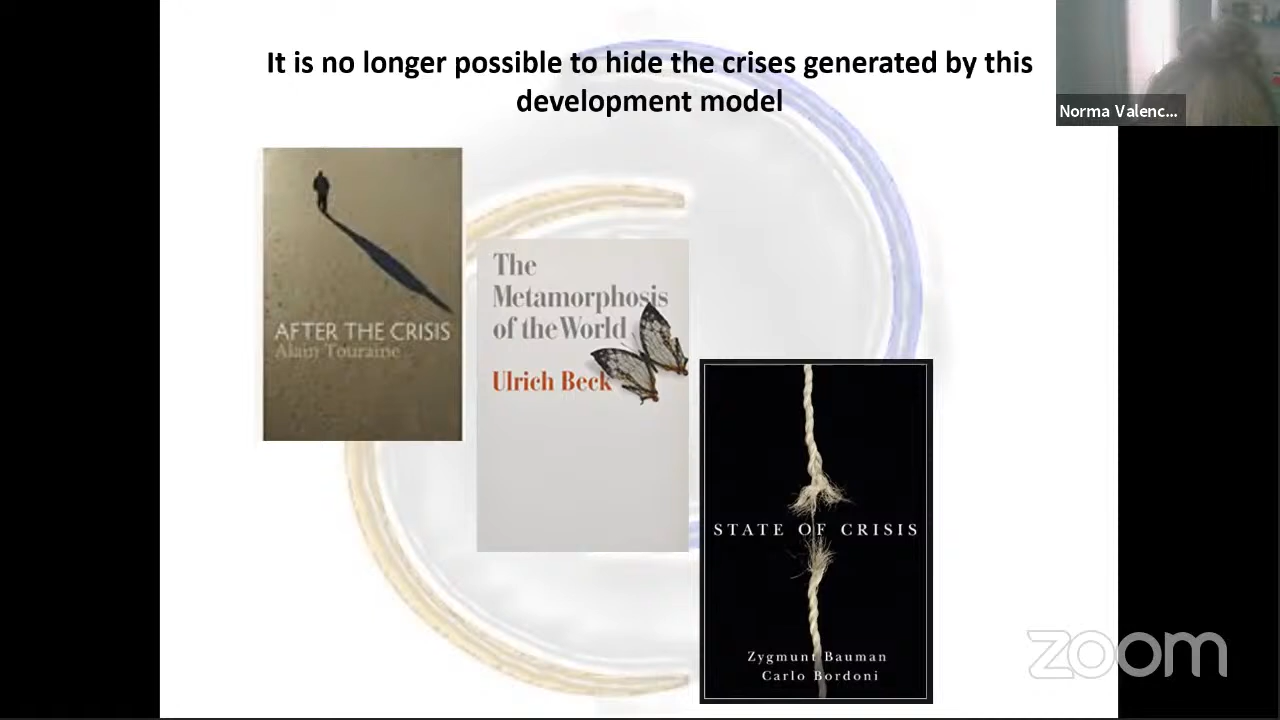 It is no longer possible to hide the crises generated by this
development model
Norma Valenc...
AFTER THE CRISIS
Alain Touraine
The
Metamorphosis
of the World
Ulrich Beck
STATE OF CRISIS
Zygmunt Bauman
Carlo Bordoni
zoom